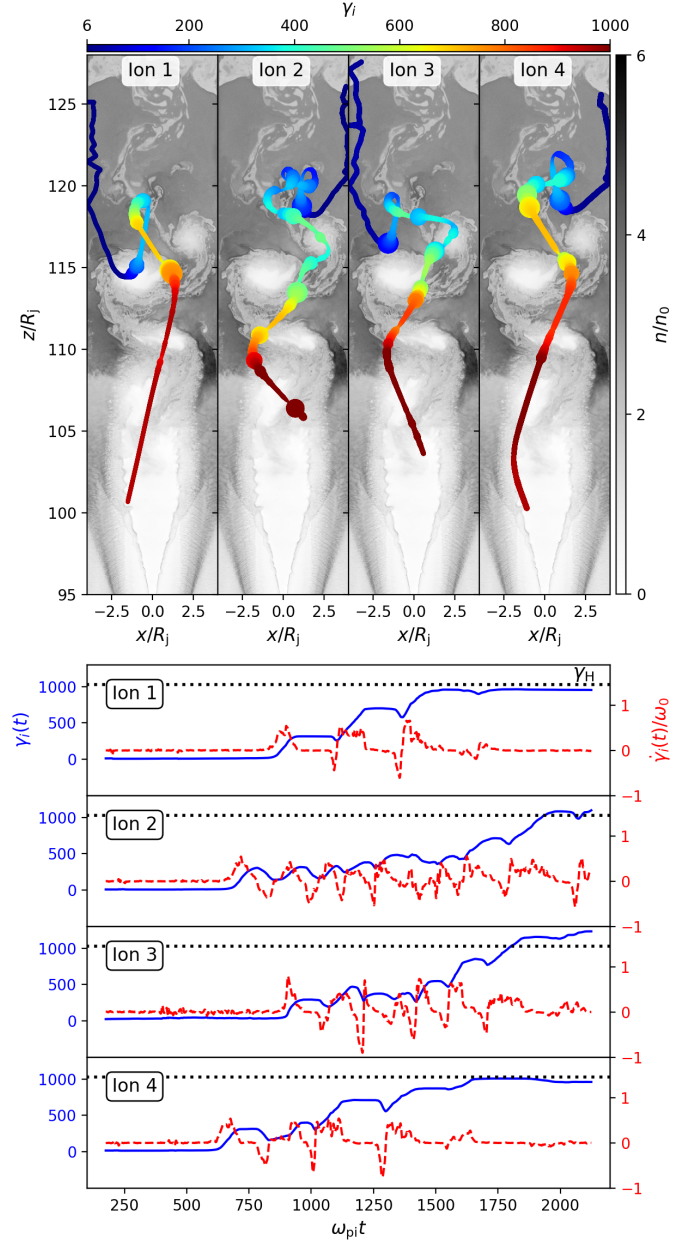 γi
6 200 400 600 800 1000
Ion 1 Ion 2 Ion 3 Ion 4
125
120
115
110
105
100
95
z/Rj
6
4
2
0
n/n0
−2.5 0.0 2.5 −2.5 0.0 2.5 −2.5 0.0 2.5 −2.5 0.0 2.5
x/Rj x/Rj x/Rj x/Rj
γH
Ion 1
1000
500
0
γi(t)
1
0
−1
γ̇i(t)/ω0
Ion 2
1000
500
0
1
0
−1
Ion 3
1000
500
0
1
0
−1
Ion 4
1000
500
0
1
0
−1
250 500 750 1000 1250 1500 1750 2000
ωpit